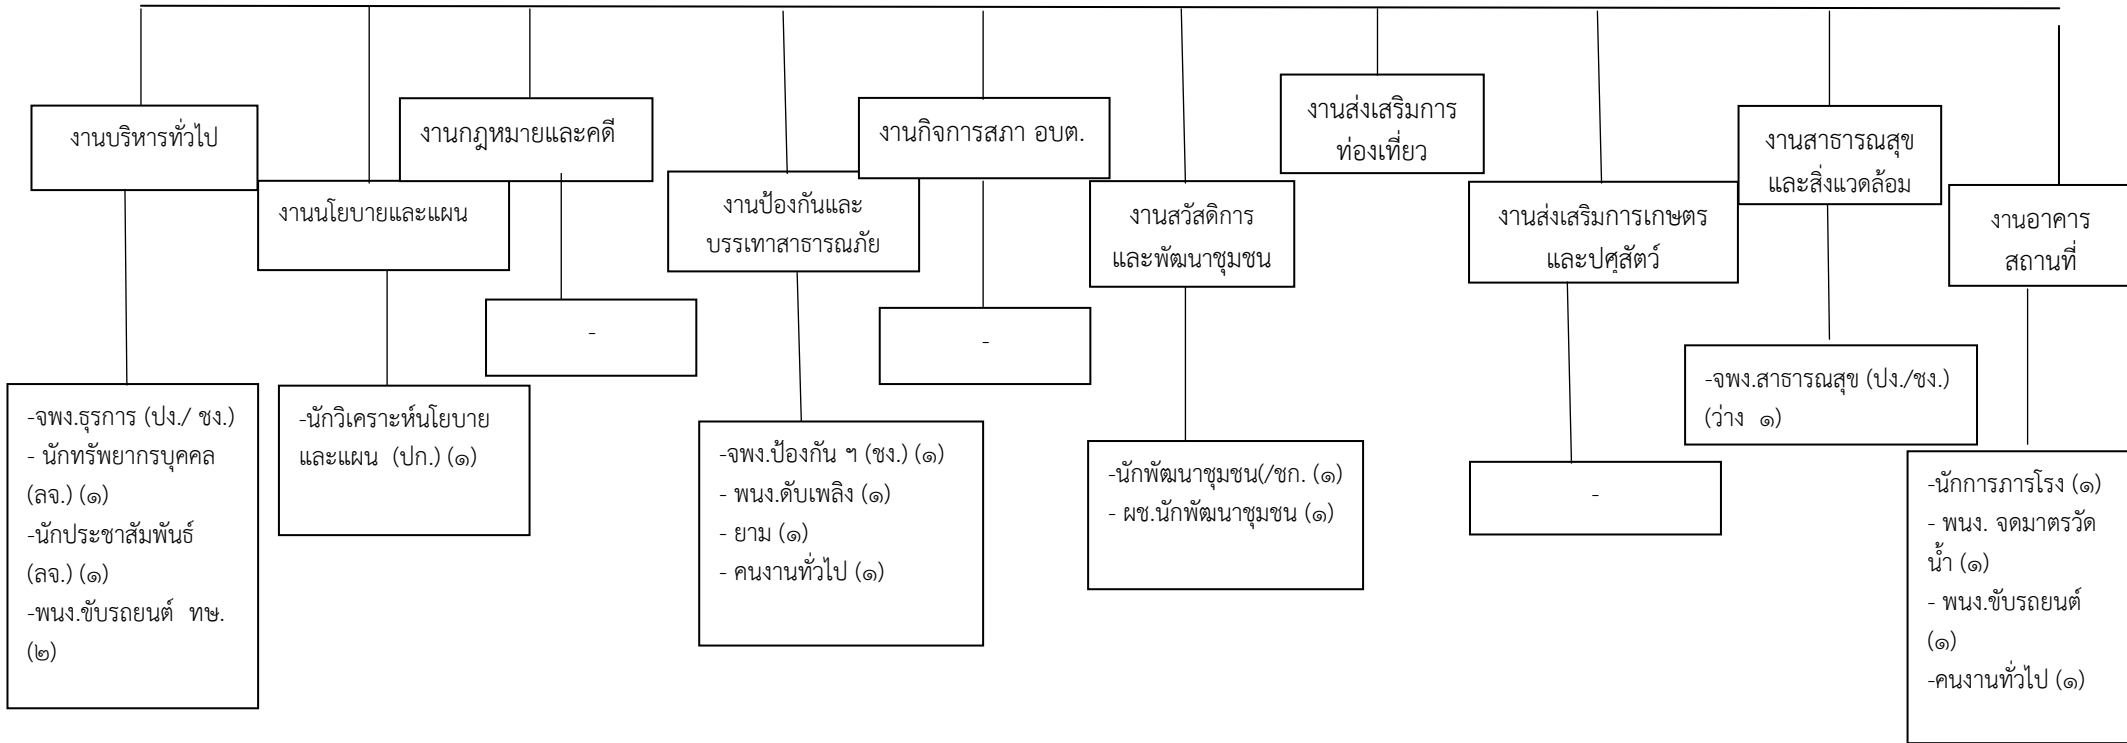 งานบริหารทั่วไป
งานนโยบายและแผน
งานกฎหมายและคดี
งานป้องกันและ
บรรเทาสาธารณภัย
งานกิจการสภา อบต.
งานสวัสดิการ
และพัฒนาชุมชน
งานส่งเสริมการ
ท่องเที่ยว
งานส่งเสริมการเกษตร
และปศุสัตว์
งานสาธารณสุข
และสิ่งแวดล้อม
งานอาคาร
สถานที่
-จพง.ธุรการ (ปง./ ชง.)
- นักทรัพยากรบุคคล
(ลจ.) (๑)
-นักประชาสัมพันธ์
(ลจ.) (๑)
-พนง.ขับรถยนต์ ทษ.
(๒)
-นักวิเคราะห์นโยบาย
และแผน (ปก.) (๑)
-
-จพง.ป้องกัน ฯ (ชง.) (๑)
- พนง.ดับเพลิง (๑)
- ยาม (๑)
- คนงานทั่วไป (๑)
-
-นักพัฒนาชุมชน(/ชก. (๑)
- ผช.นักพัฒนาชุมชน (๑)
-
-จพง.สาธารณสุข (ปง./ชง.)
(ว่าง ๑)
-นักการภารโรง (๑)
- พนง. จดมาตรวัด
น้ำ (๑)
- พนง.ขับรถยนต์
(๑)
-คนงานทั่วไป (๑)